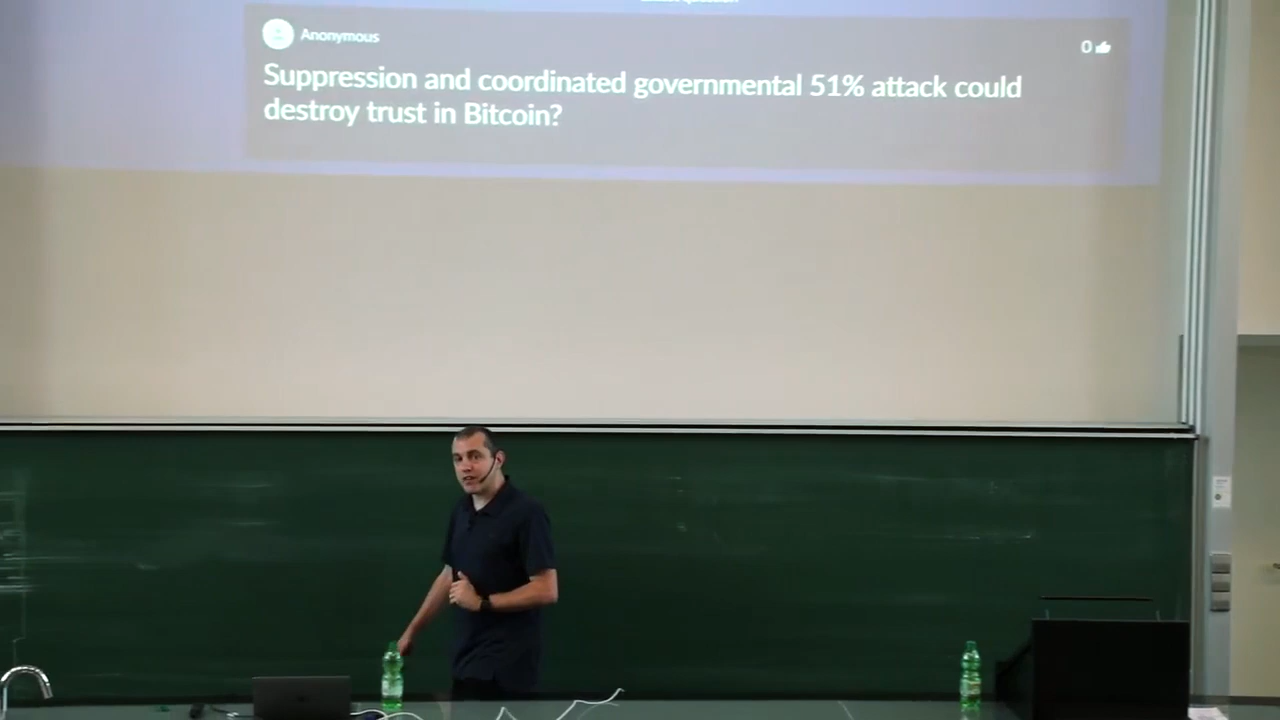 Anonymous
0
Suppression and coordinated governmental 51% attack could
destroy trust in Bitcoin?